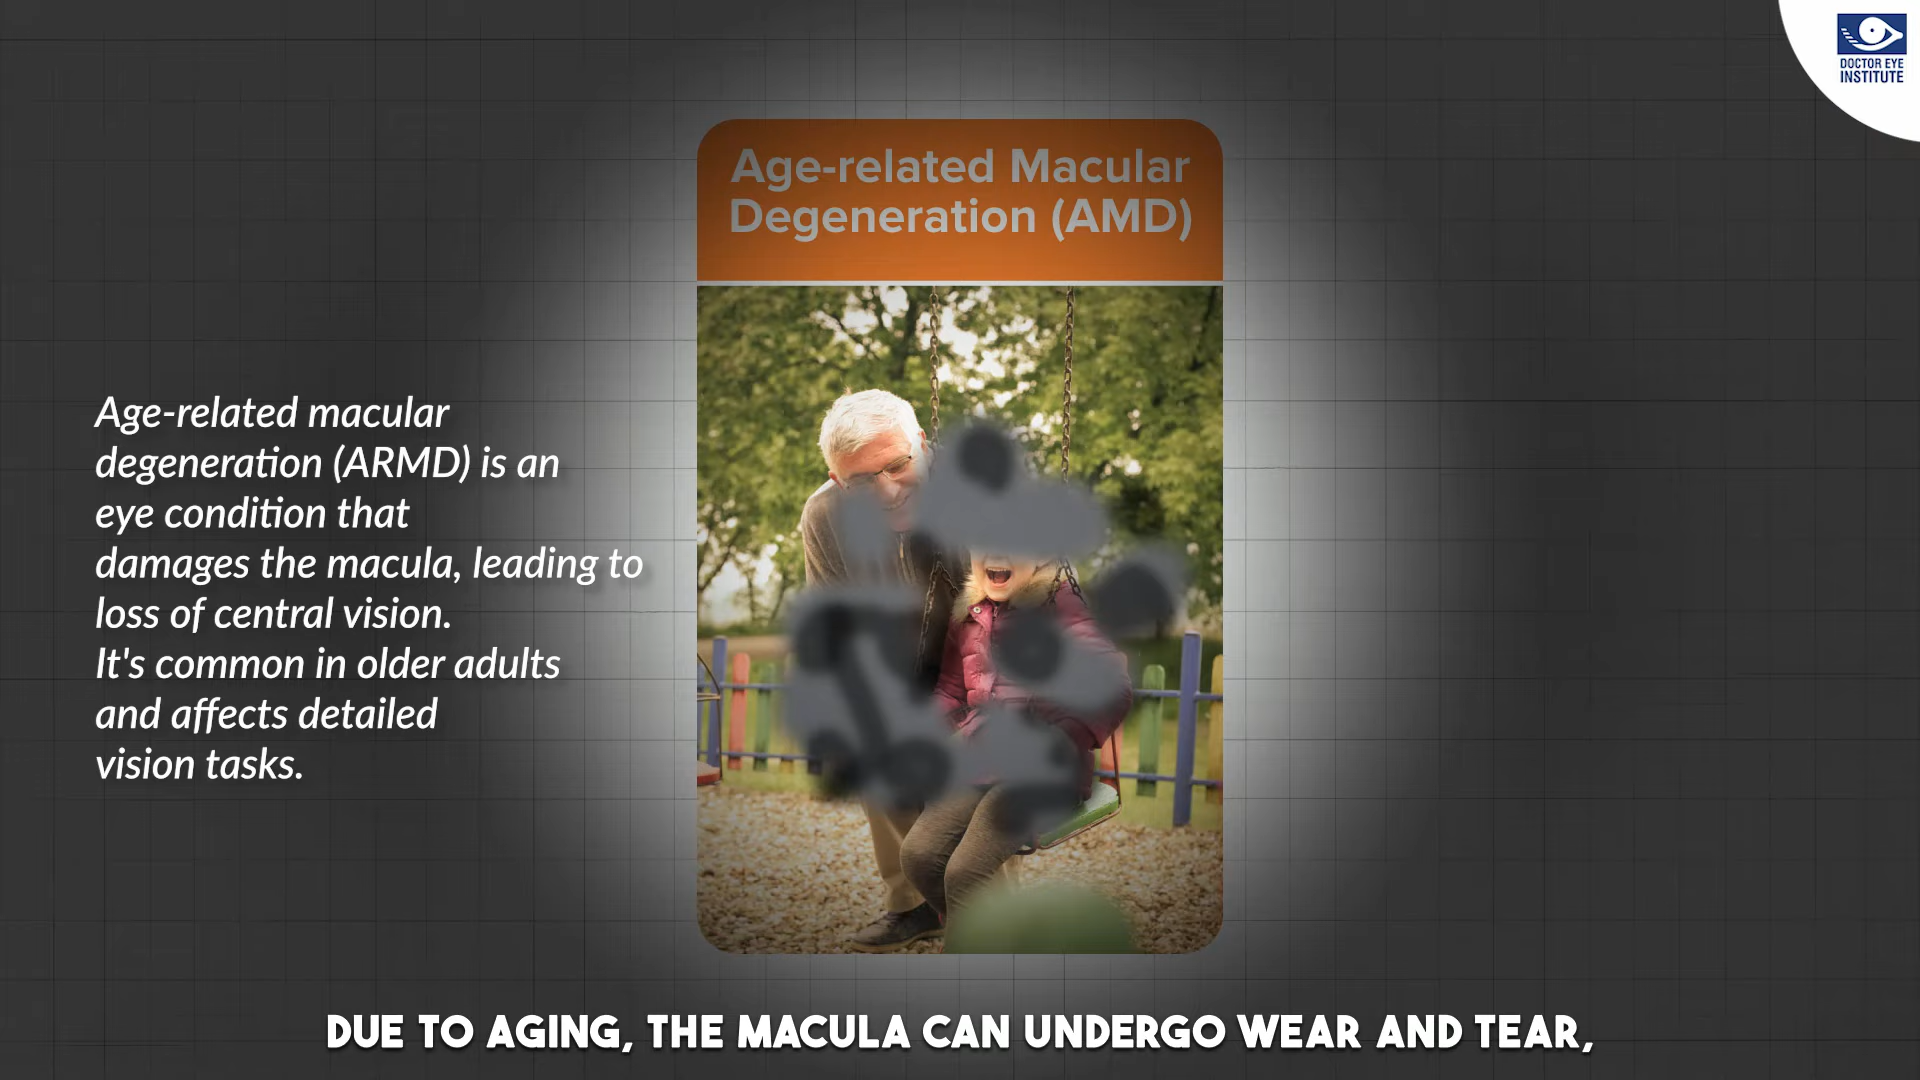 DOCTOR EYE
INSTITUTE
Age-related Macular
Degeneration (AMD)
Age-related macular
degeneration (ARMD) is an
eye condition that
damages the macula, leading to
loss of central vision.
It's common in older adults
and affects detailed
vision tasks.
DUE TO AGING, THE MACULA CAN UNDERGO WEAR AND TEAR,